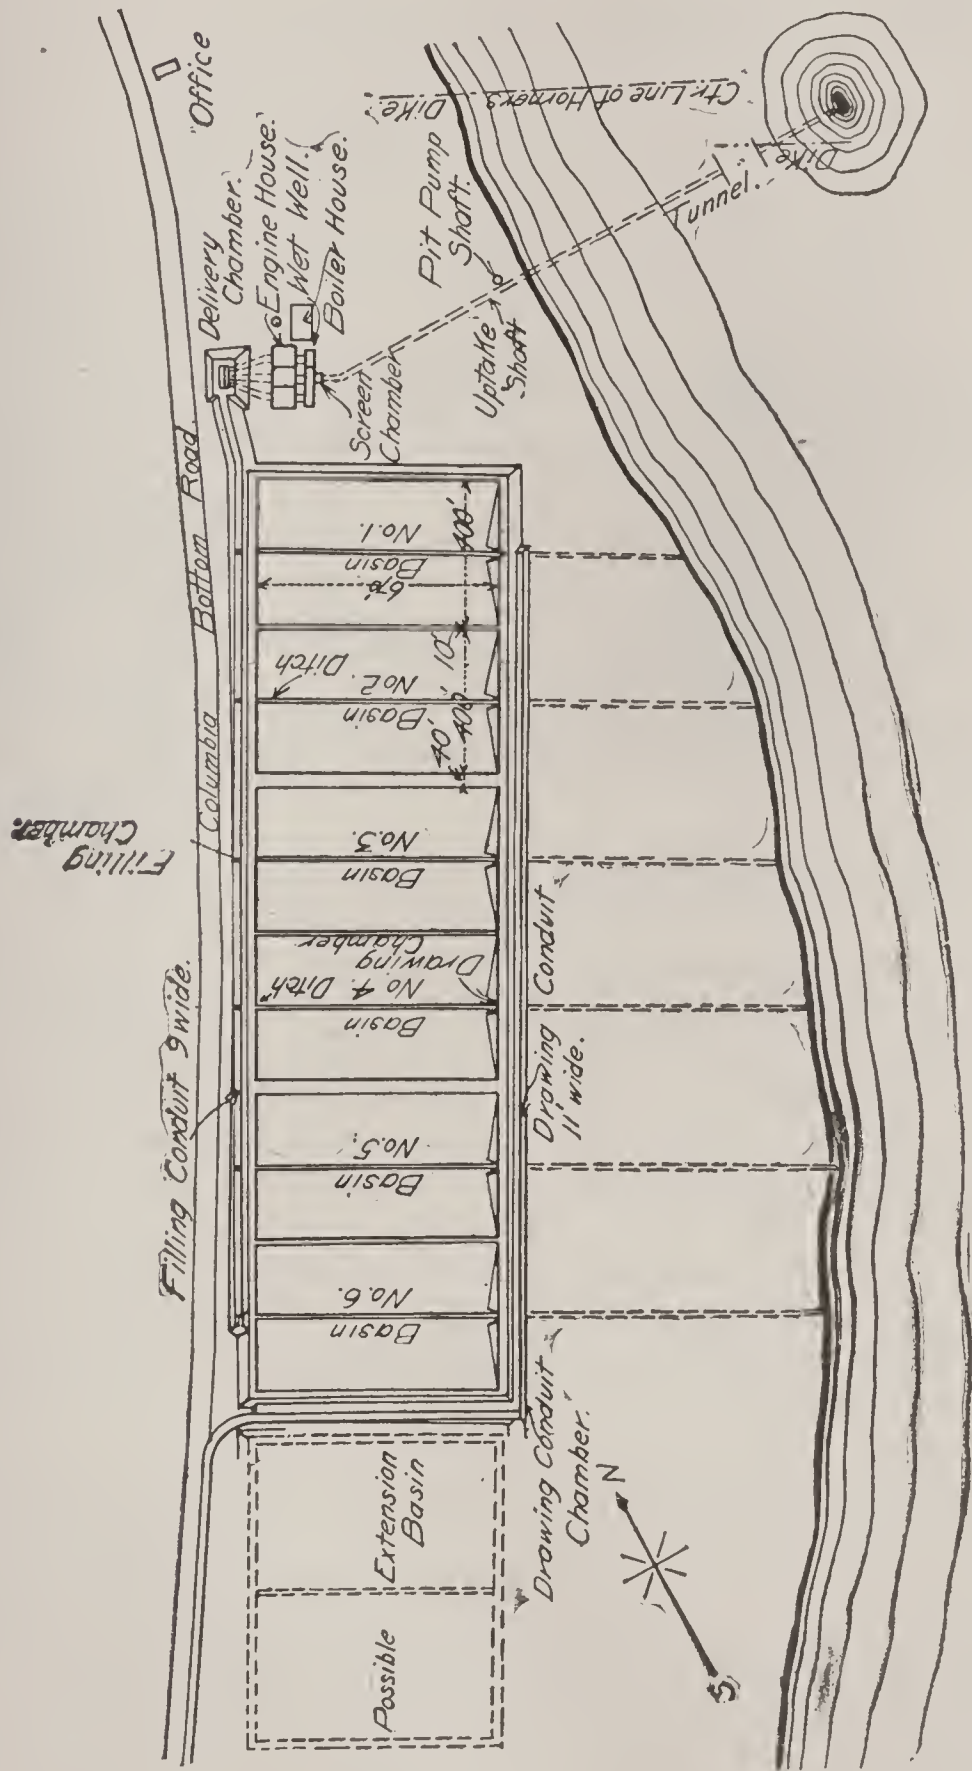 Office
Columbia Bottom Road.
Delivery
Chamber.
Engine House.
Wet Well.
Boiler House.
Screen
Chamber
Pit Pump
Shaft.
Uptake
Shaft
Tunnel.
Dike
Ctr. Line of Horners
Dike.
Filling
Chamber.
Filling Conduit 9' wide.
Basin
No.1.
670'
400'
10'
Ditch
Basin
No2.
400'
40'
Basin
No.3.
Drawing
Chamber
Basin
No 4. Ditch
Basin
No.5.
Basin
No.6.
Drawing Conduit
11' wide.
Drawing Conduit
Chamber.
Possible Extension
Basin
N
S